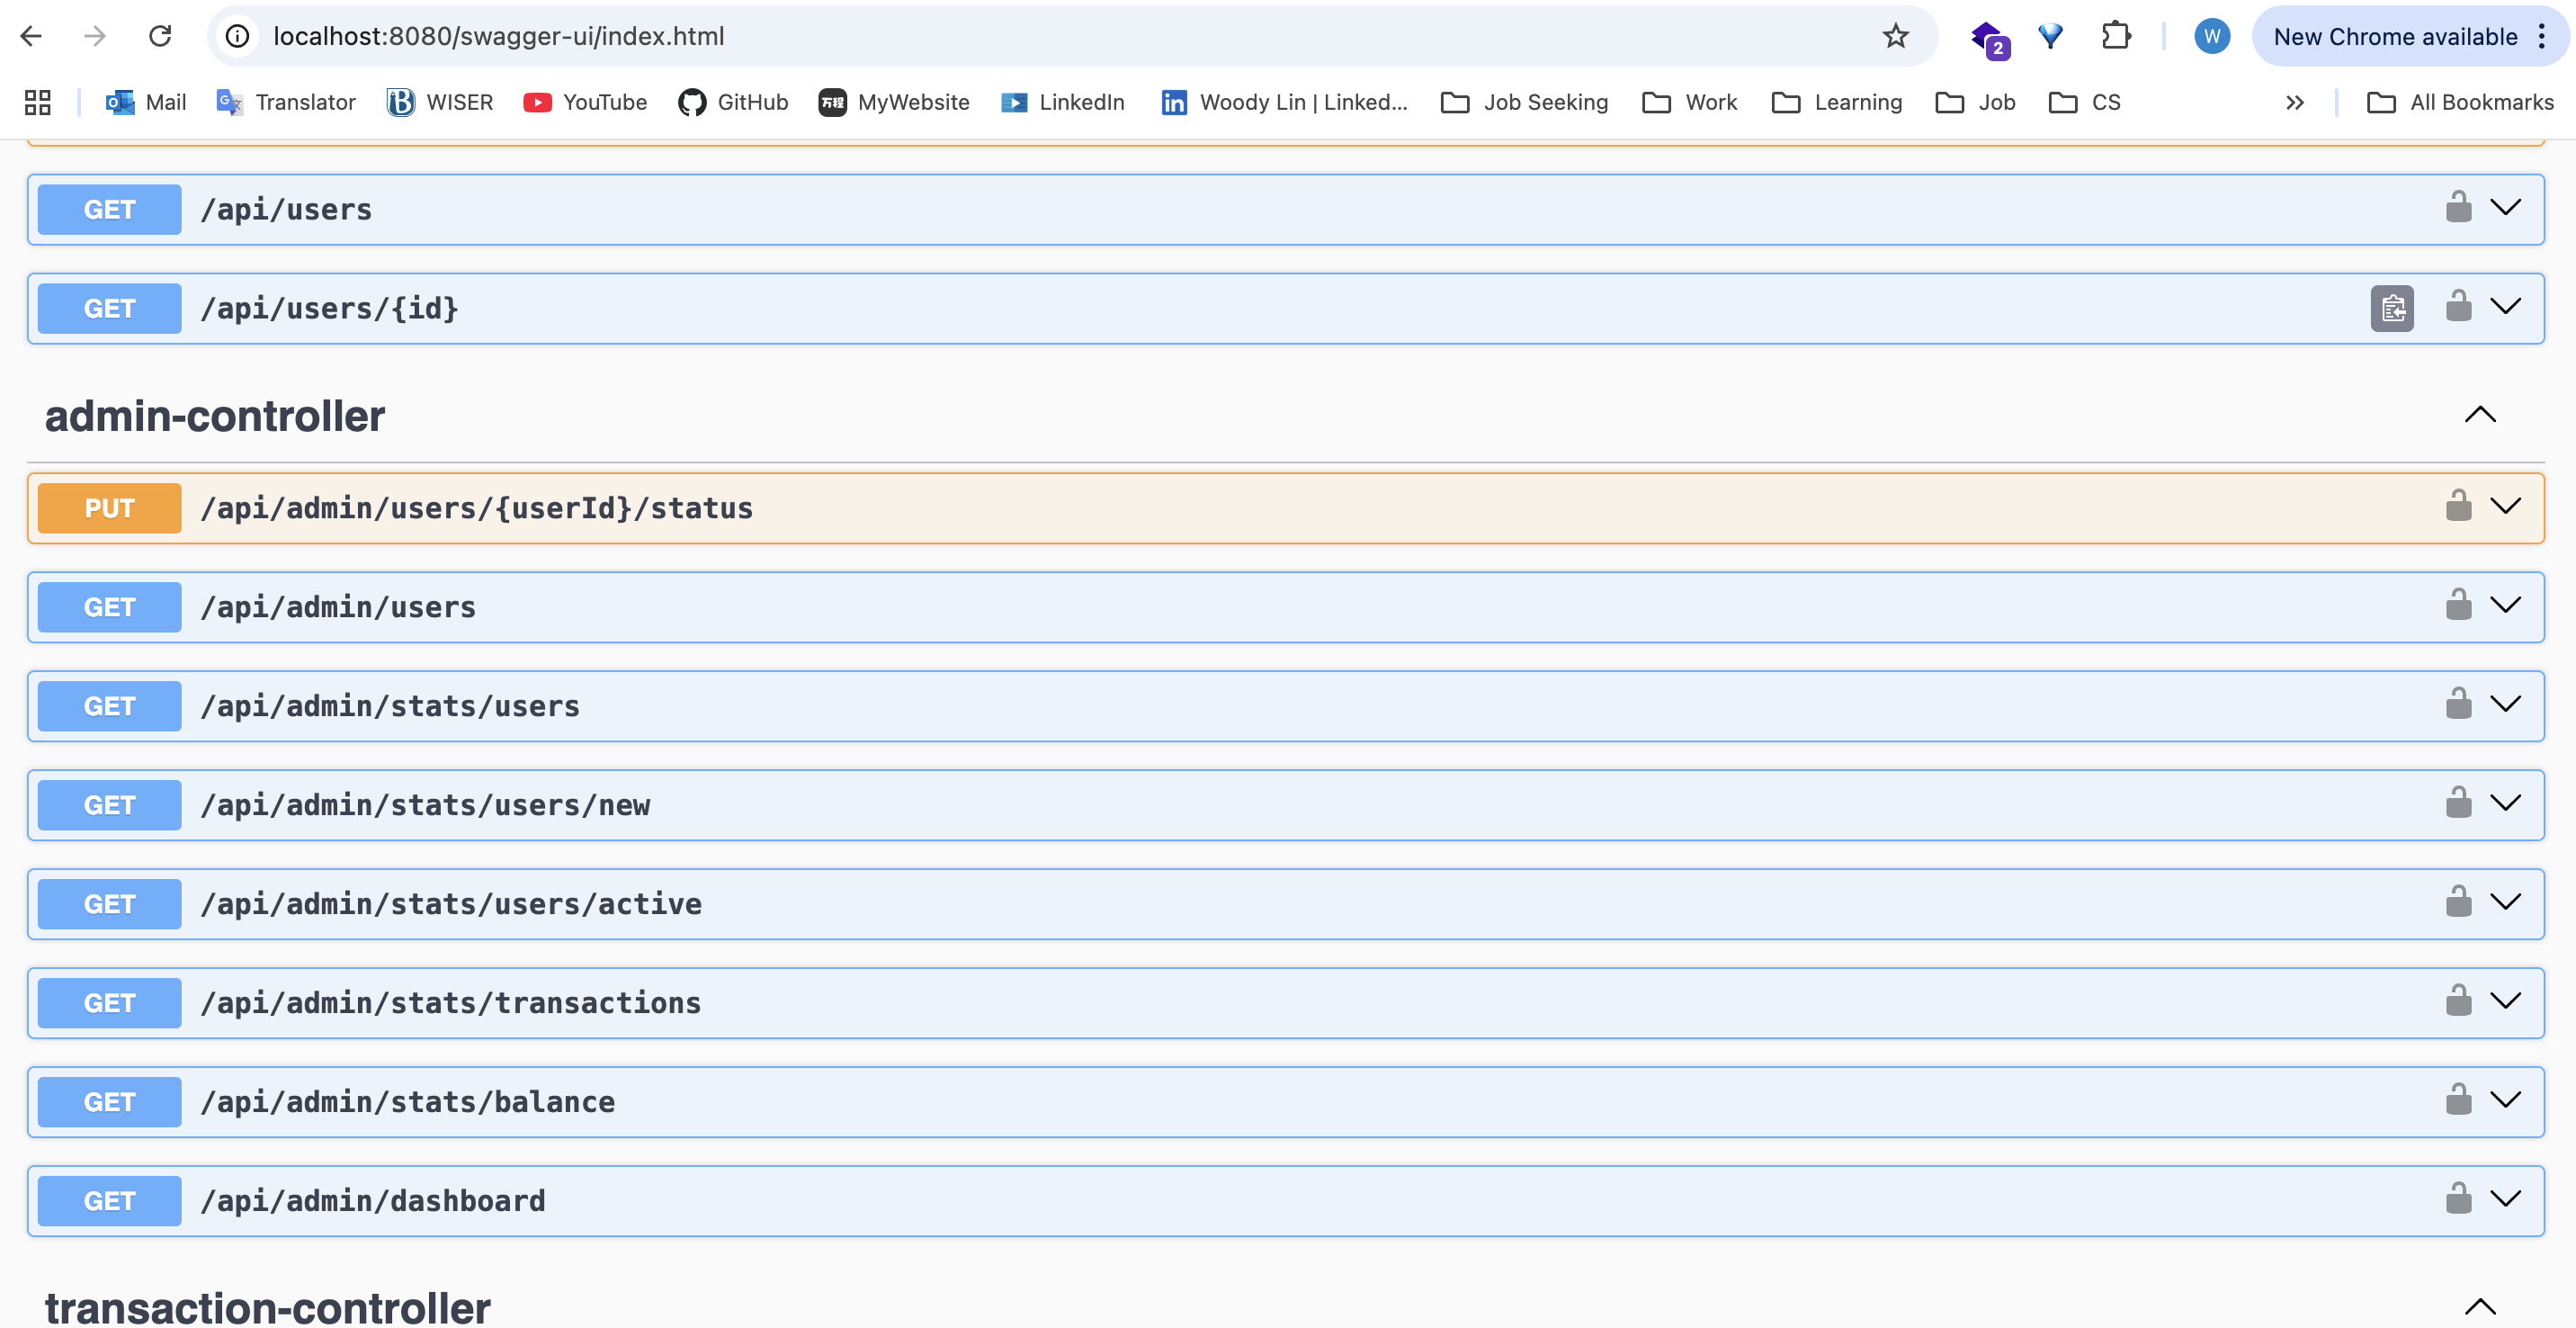 localhost:8080/swagger-ui/index.html
2
W
New Chrome available
Mail
Translator
WISER
YouTube
GitHub
万程 MyWebsite
LinkedIn
Woody Lin | Linked...
Job Seeking
Work
Learning
Job
CS
All Bookmarks
GET /api/users
GET /api/users/{id}
admin-controller
PUT /api/admin/users/{userId}/status
GET /api/admin/users
GET /api/admin/stats/users
GET /api/admin/stats/users/new
GET /api/admin/stats/users/active
GET /api/admin/stats/transactions
GET /api/admin/stats/balance
GET /api/admin/dashboard
transaction-controller